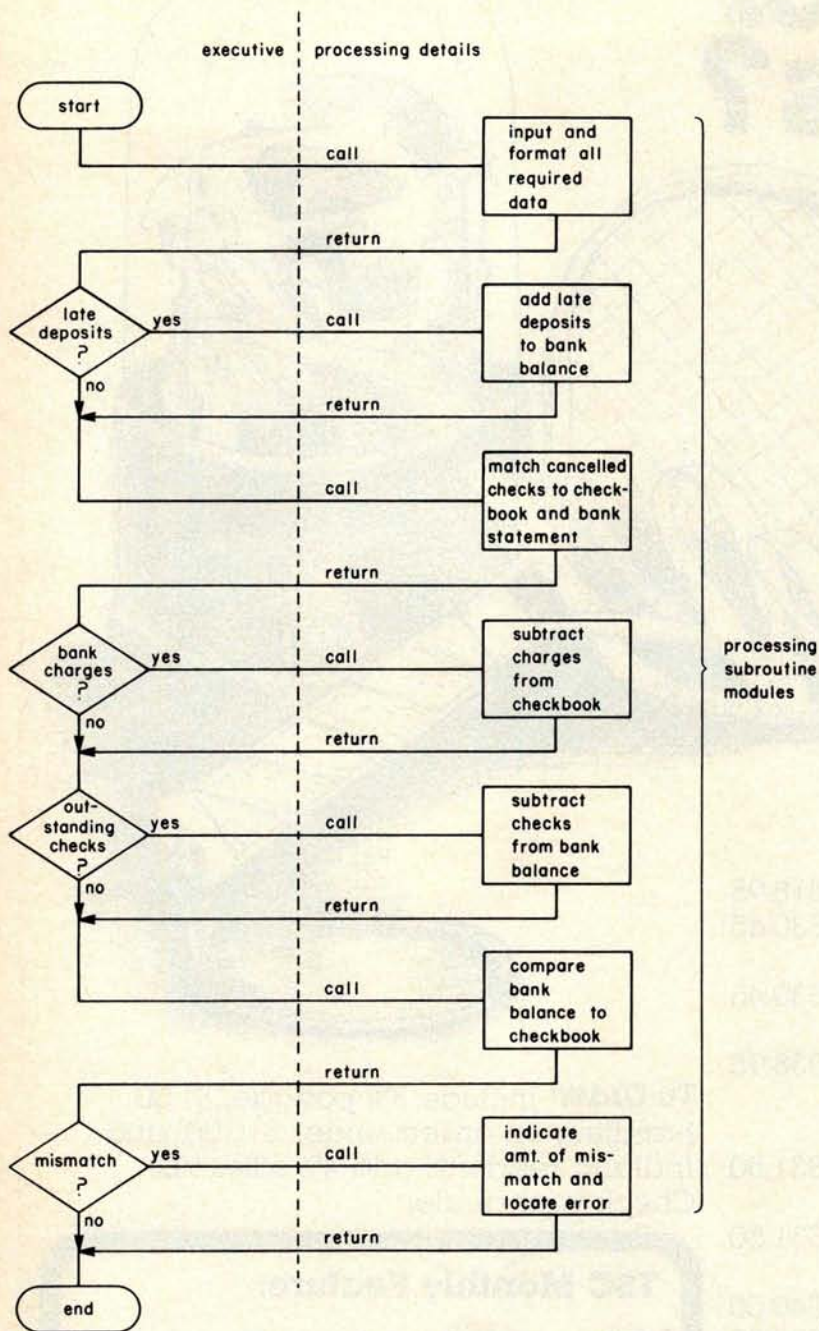 executive processing details
start
call
input and
format all
required
data
return
late
deposits
?
yes
call
add late
deposits
to bank
balance
no
return
call
match cancelled
checks to check-
book and bank
statement
return
bank
charges
?
yes
call
subtract
charges
from
checkbook
processing
subroutine
modules
no
return
out-
standing
checks
?
yes
call
subtract
checks
from bank
balance
no
return
call
compare
bank
balance to
checkbook
return
mismatch
?
yes
call
indicate
amt. of mis-
match and
locate error
no
return
end
TSC Monthly Feature: